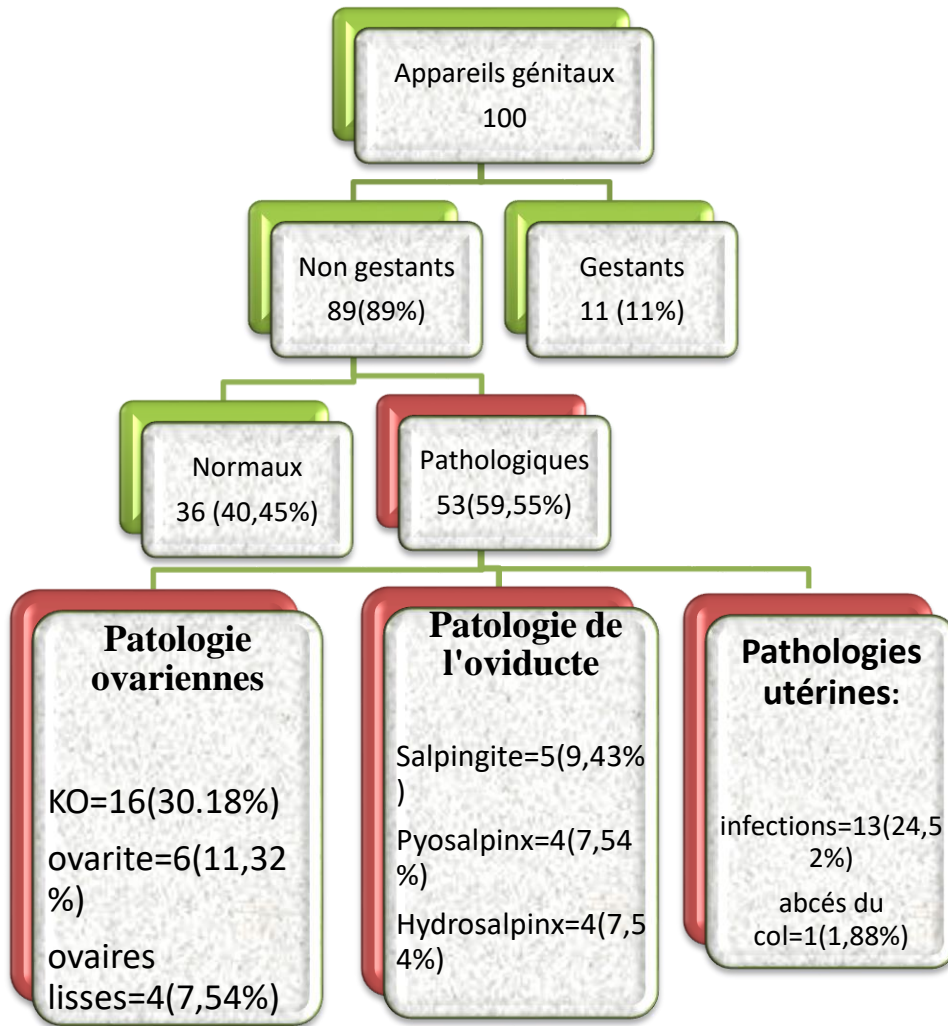 Appareils génitaux
100
Non gestants
89(89%)
Gestants
11 (11%)
Normaux
36 (40,45%)
Pathologiques
53(59,55%)
Patologie
ovariennes
KO=16(30.18%)
ovarite=6(11,32
%)
ovaires
lisses=4(7,54%)
Patologie de
l'oviducte
Salpingite=5(9,43%
)
Pyosalpinx=4(7,54
%)
Hydrosalpinx=4(7,5
4%)
Pathologies
utérines:
infections=13(24,5
2%)
abcés du
col=1(1,88%)